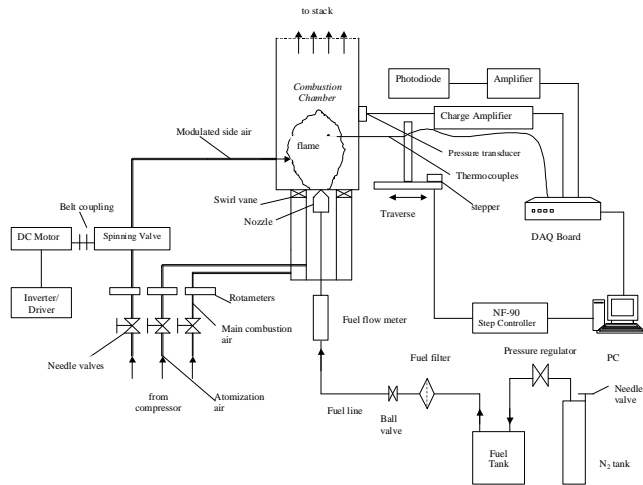 to stack
Combustion
Chamber
Photodiode
Amplifier
Charge Amplifier
Modulated side air
flame
Pressure transducer
Thermocouples
Swirl vane
stepper
Nozzle
Traverse
Belt coupling
DC Motor
Spinning Valve
DAQ Board
Inverter/
Driver
Rotameters
Main combustion
air
NF-90
Step Controller
Fuel flow meter
PC
Needle valves
Fuel filter
Pressure regulator
from
compressor
Atomization
air
Fuel line
Ball
valve
Needle
valve
Fuel
Tank
N2 tank